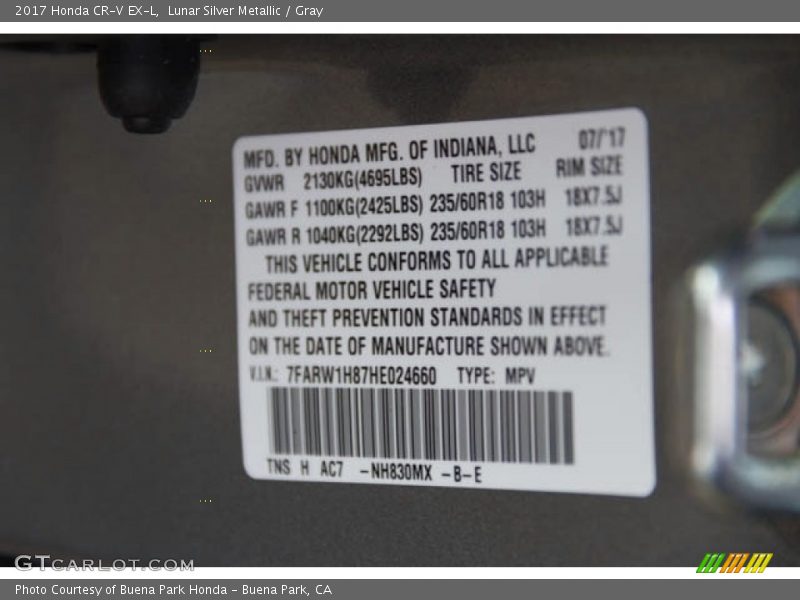 2017 Honda CR-V EX-L, Lunar Silver Metallic / Gray
MFD. BY HONDA MFG. OF INDIANA, LLC 07/'17
GVWR 2130KG(4695LBS) TIRE SIZE RIM SIZE
GAWR F 1100KG(2425LBS) 235/60R18 103H 18X7.5J
GAWR R 1040KG(2292LBS) 235/60R18 103H 18X7.5J
THIS VEHICLE CONFORMS TO ALL APPLICABLE
FEDERAL MOTOR VEHICLE SAFETY
AND THEFT PREVENTION STANDARDS IN EFFECT
ON THE DATE OF MANUFACTURE SHOWN ABOVE.
V.I.N.: 7FARW1H87HE024660 TYPE: MPV
TNS H AC7 -NH830MX -B-E
GTCARLOT.COM
Photo Courtesy of Buena Park Honda - Buena Park, CA